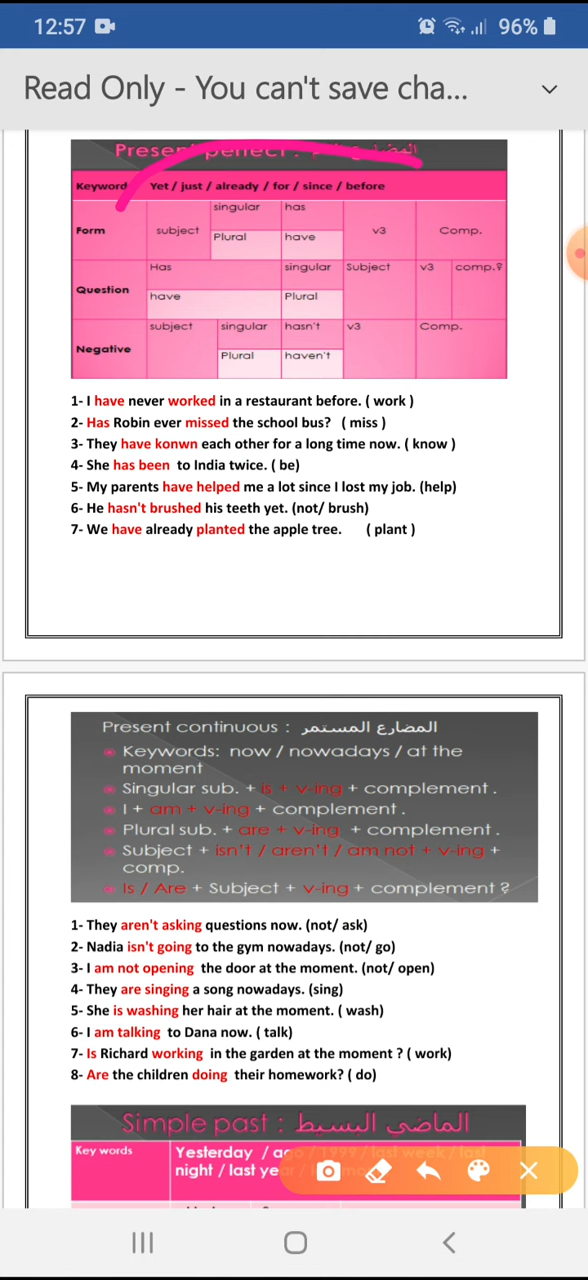 12:57 96%
Read Only - You can't save cha...
Present perfect :
Keyword Yet / just / already / for / since / before
Form subject singular has v3 Comp.
Plural have
Question Has singular Subject v3 comp.?
have Plural
Negative subject singular hasn't v3 Comp.
Plural haven't
1- I have never worked in a restaurant before. ( work )
2- Has Robin ever missed the school bus? ( miss )
3- They have konwn each other for a long time now. ( know )
4- She has been to India twice. ( be)
5- My parents have helped me a lot since I lost my job. (help)
6- He hasn't brushed his teeth yet. (not/ brush)
7- We have already planted the apple tree. ( plant )
Present continuous : المضارع المستمر
Keywords: now / nowadays / at the
moment
Singular sub. + is + v-ing + complement .
I + am + v-ing + complement .
Plural sub. + are + v-ing + complement .
Subject + isn't / aren't / am not + v-ing +
comp.
Is / Are + Subject + v-ing + complement ?
1- They aren't asking questions now. (not/ ask)
2- Nadia isn't going to the gym nowadays. (not/ go)
3- I am not opening the door at the moment. (not/ open)
4- They are singing a song nowadays. (sing)
5- She is washing her hair at the moment. ( wash)
6- I am talking to Dana now. ( talk)
7- Is Richard working in the garden at the moment ? ( work)
8- Are the children doing their homework? ( do)
Simple past : الماضي البسيط
Key words Yesterday / ago / 1999 / last week / last
night / last year /